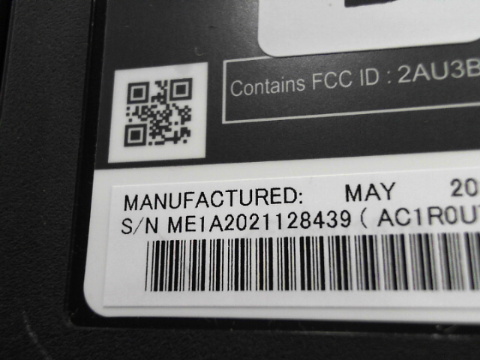 Contains FCC ID : 2AU3B
MANUFACTURED: MAY 20
S/N ME1A2021128439 ( AC1R0U